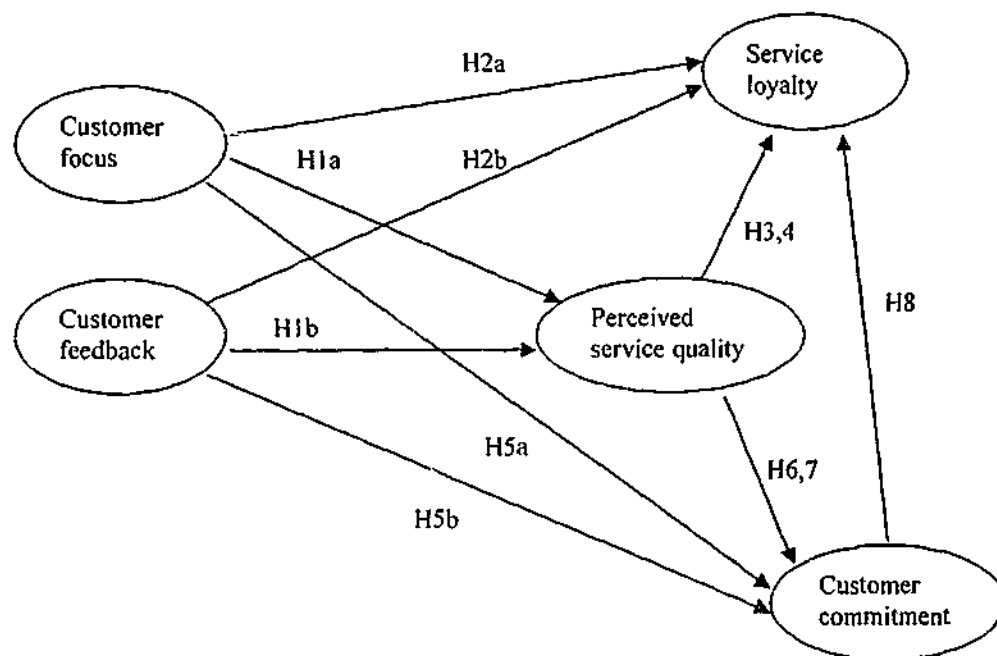 Service
loyalty
H2a
Customer
focus
H1a
H2b
H3,4
H8
Customer
feedback
H1b
Perceived
service quality
H5a
H6,7
H5b
Customer
commitment